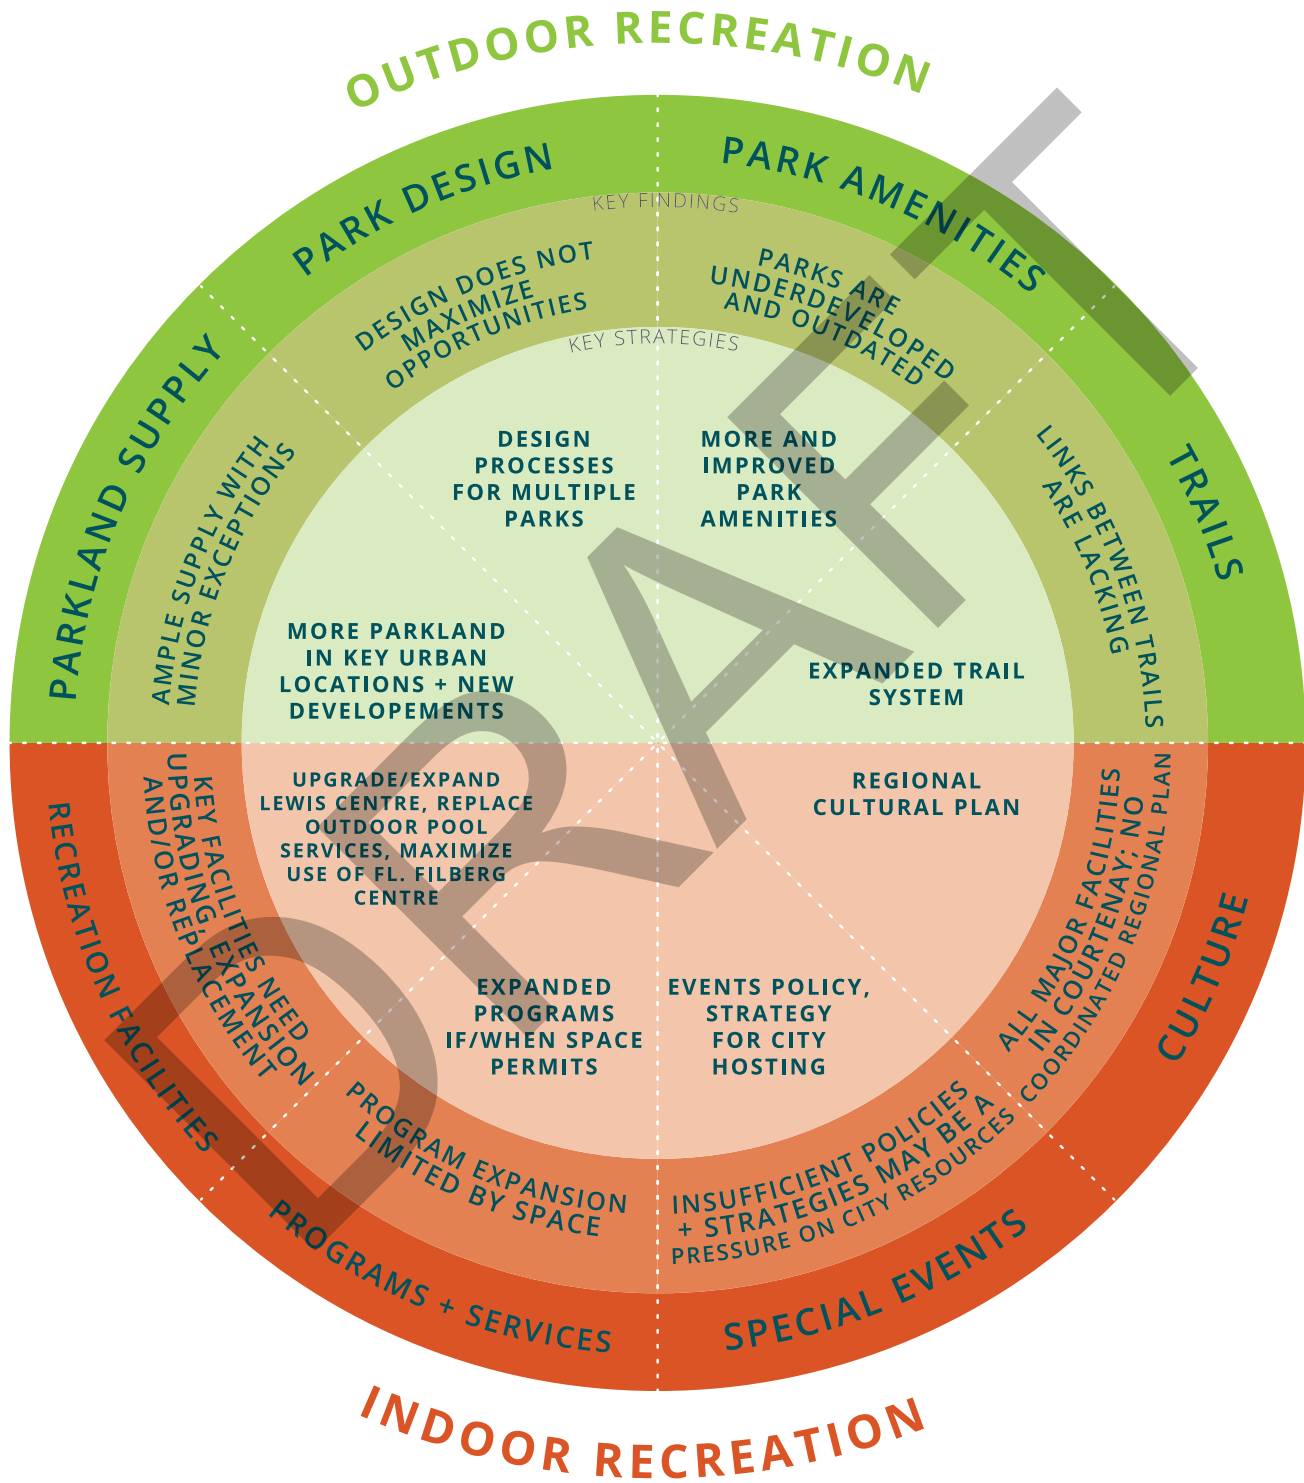 OUTDOOR RECREATION
PARK DESIGN
PARK AMENITIES
KEY FINDINGS
DESIGN DOES NOT
MAXIMIZE
OPPORTUNITIES
PARKS ARE
UNDERDEVELOPED
AND OUTDATED
KEY STRATEGIES
DESIGN
PROCESSES
FOR MULTIPLE
PARKS
MORE AND
IMPROVED
PARK
AMENITIES
PARKLAND SUPPLY
AMPLE SUPPLY WITH
MINOR EXCEPTIONS
MORE PARKLAND
IN KEY URBAN
LOCATIONS + NEW
DEVELOPEMENTS
TRAILS
LINKS BETWEEN TRAILS
ARE LACKING
EXPANDED TRAIL
SYSTEM
RECREATION FACILITIES
KEY FACILITIES NEED
UPGRADING, EXPANSION
AND/OR REPLACEMENT
UPGRADE/EXPAND
LEWIS CENTRE, REPLACE
OUTDOOR POOL
SERVICES, MAXIMIZE
USE OF FL. FILBERG
CENTRE
REGIONAL
CULTURAL PLAN
ALL MAJOR FACILITIES
IN COURTENAY; NO
COORDINATED REGIONAL PLAN
CULTURE
EXPANDED
PROGRAMS
IF/WHEN SPACE
PERMITS
EVENTS POLICY,
STRATEGY
FOR CITY
HOSTING
PROGRAM EXPANSION
LIMITED BY SPACE
INSUFFICIENT POLICIES
+ STRATEGIES MAY BE A
PRESSURE ON CITY RESOURCES
PROGRAMS + SERVICES
SPECIAL EVENTS
INDOOR RECREATION
DRAFT